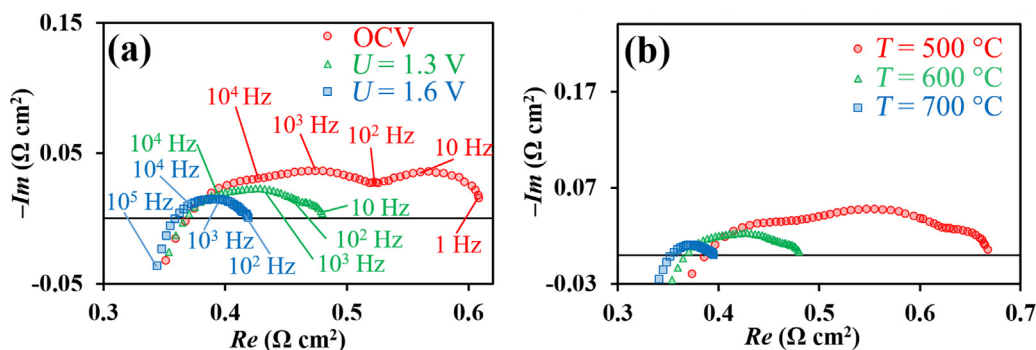 (a)
OCV
U = 1.3 V
U = 1.6 V
0.15
0.05
-0.05
–Im (Ω cm²)
10⁴ Hz
10³ Hz
10² Hz
10 Hz
10⁴ Hz
10⁴ Hz
10⁵ Hz
10³ Hz
10² Hz
10³ Hz
10² Hz
10 Hz
1 Hz
0.3
0.4
0.5
0.6
Re (Ω cm²)
(b)
T = 500 °C
T = 600 °C
T = 700 °C
0.17
0.07
-0.03
–Im (Ω cm²)
0.3
0.4
0.5
0.6
0.7
Re (Ω cm²)